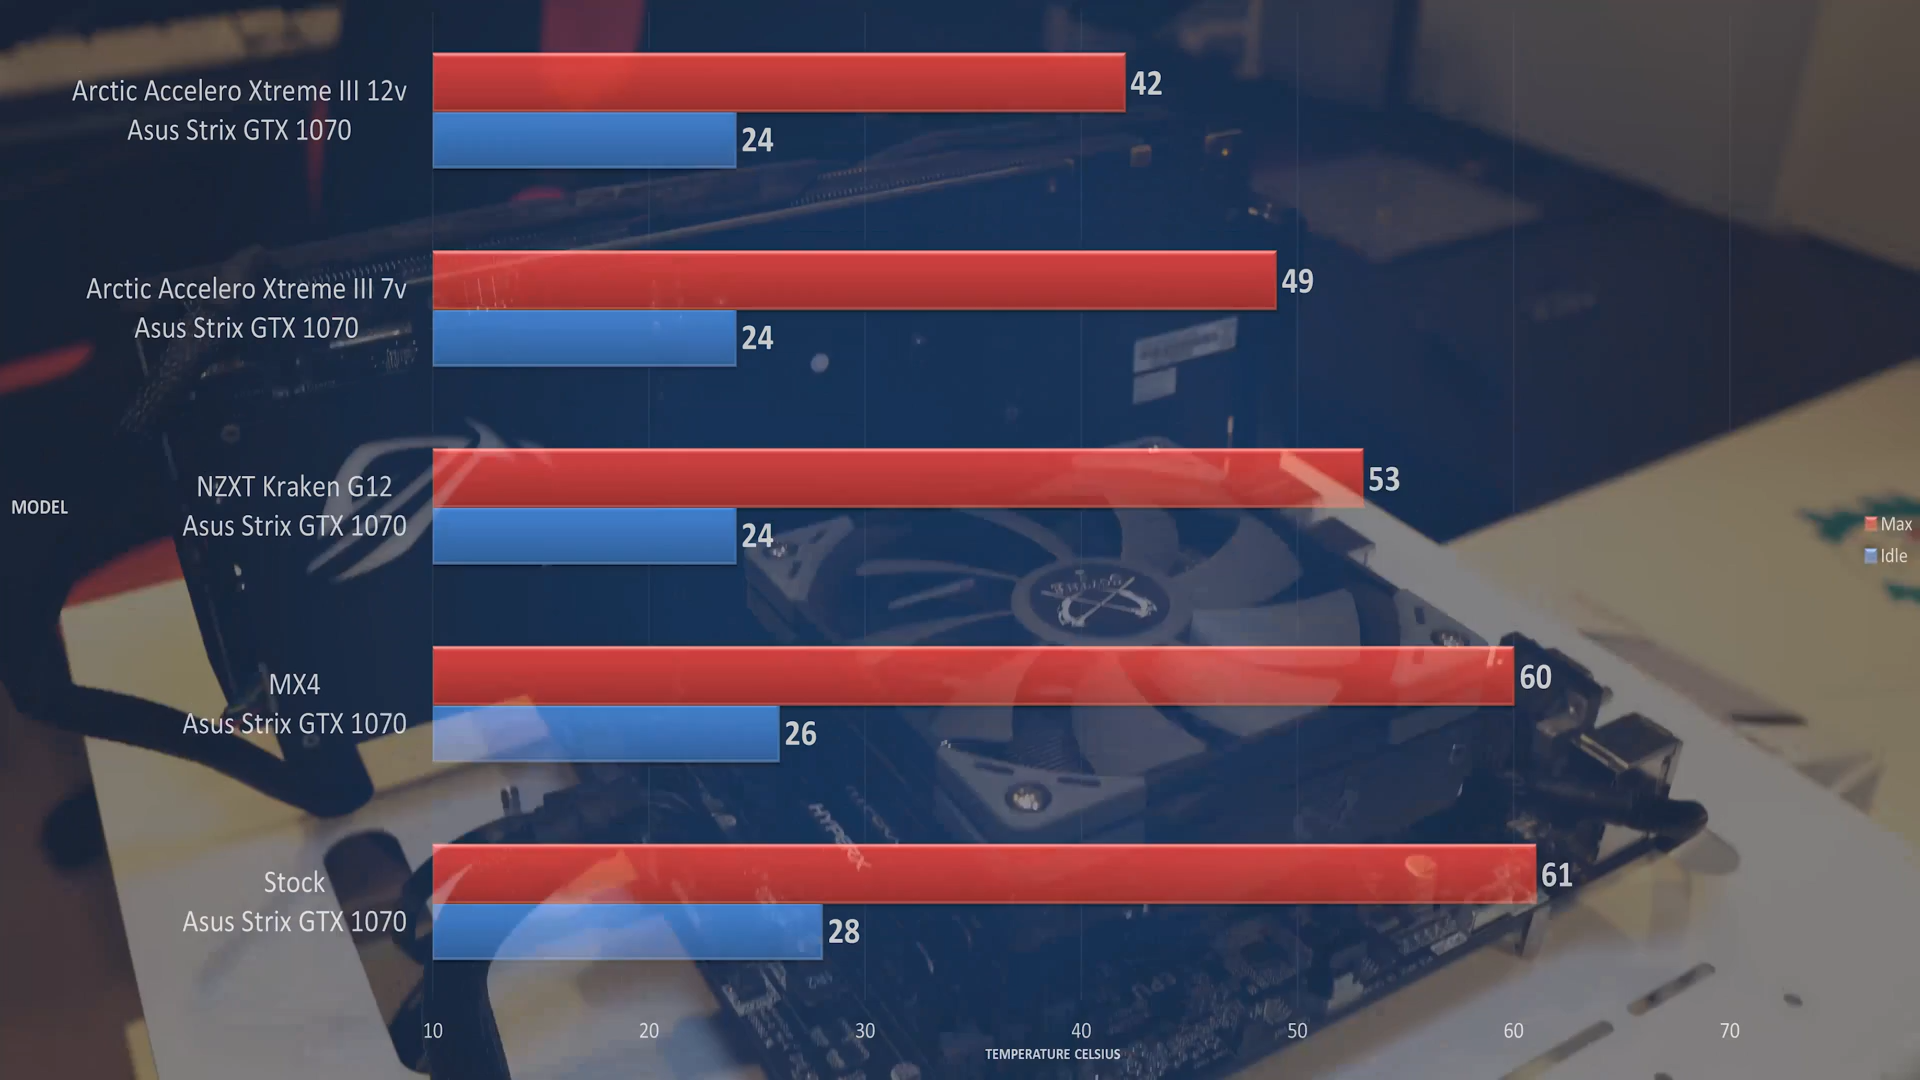 Arctic Accelero Xtreme III 12v
Asus Strix GTX 1070
42
24
Arctic Accelero Xtreme III 7v
Asus Strix GTX 1070
49
24
NZXT Kraken G12
Asus Strix GTX 1070
53
24
MODEL
MX4
Asus Strix GTX 1070
60
26
Stock
Asus Strix GTX 1070
61
28
Max
Idle
10 20 30 40 50 60 70
TEMPERATURE CELSIUS
HYPERX